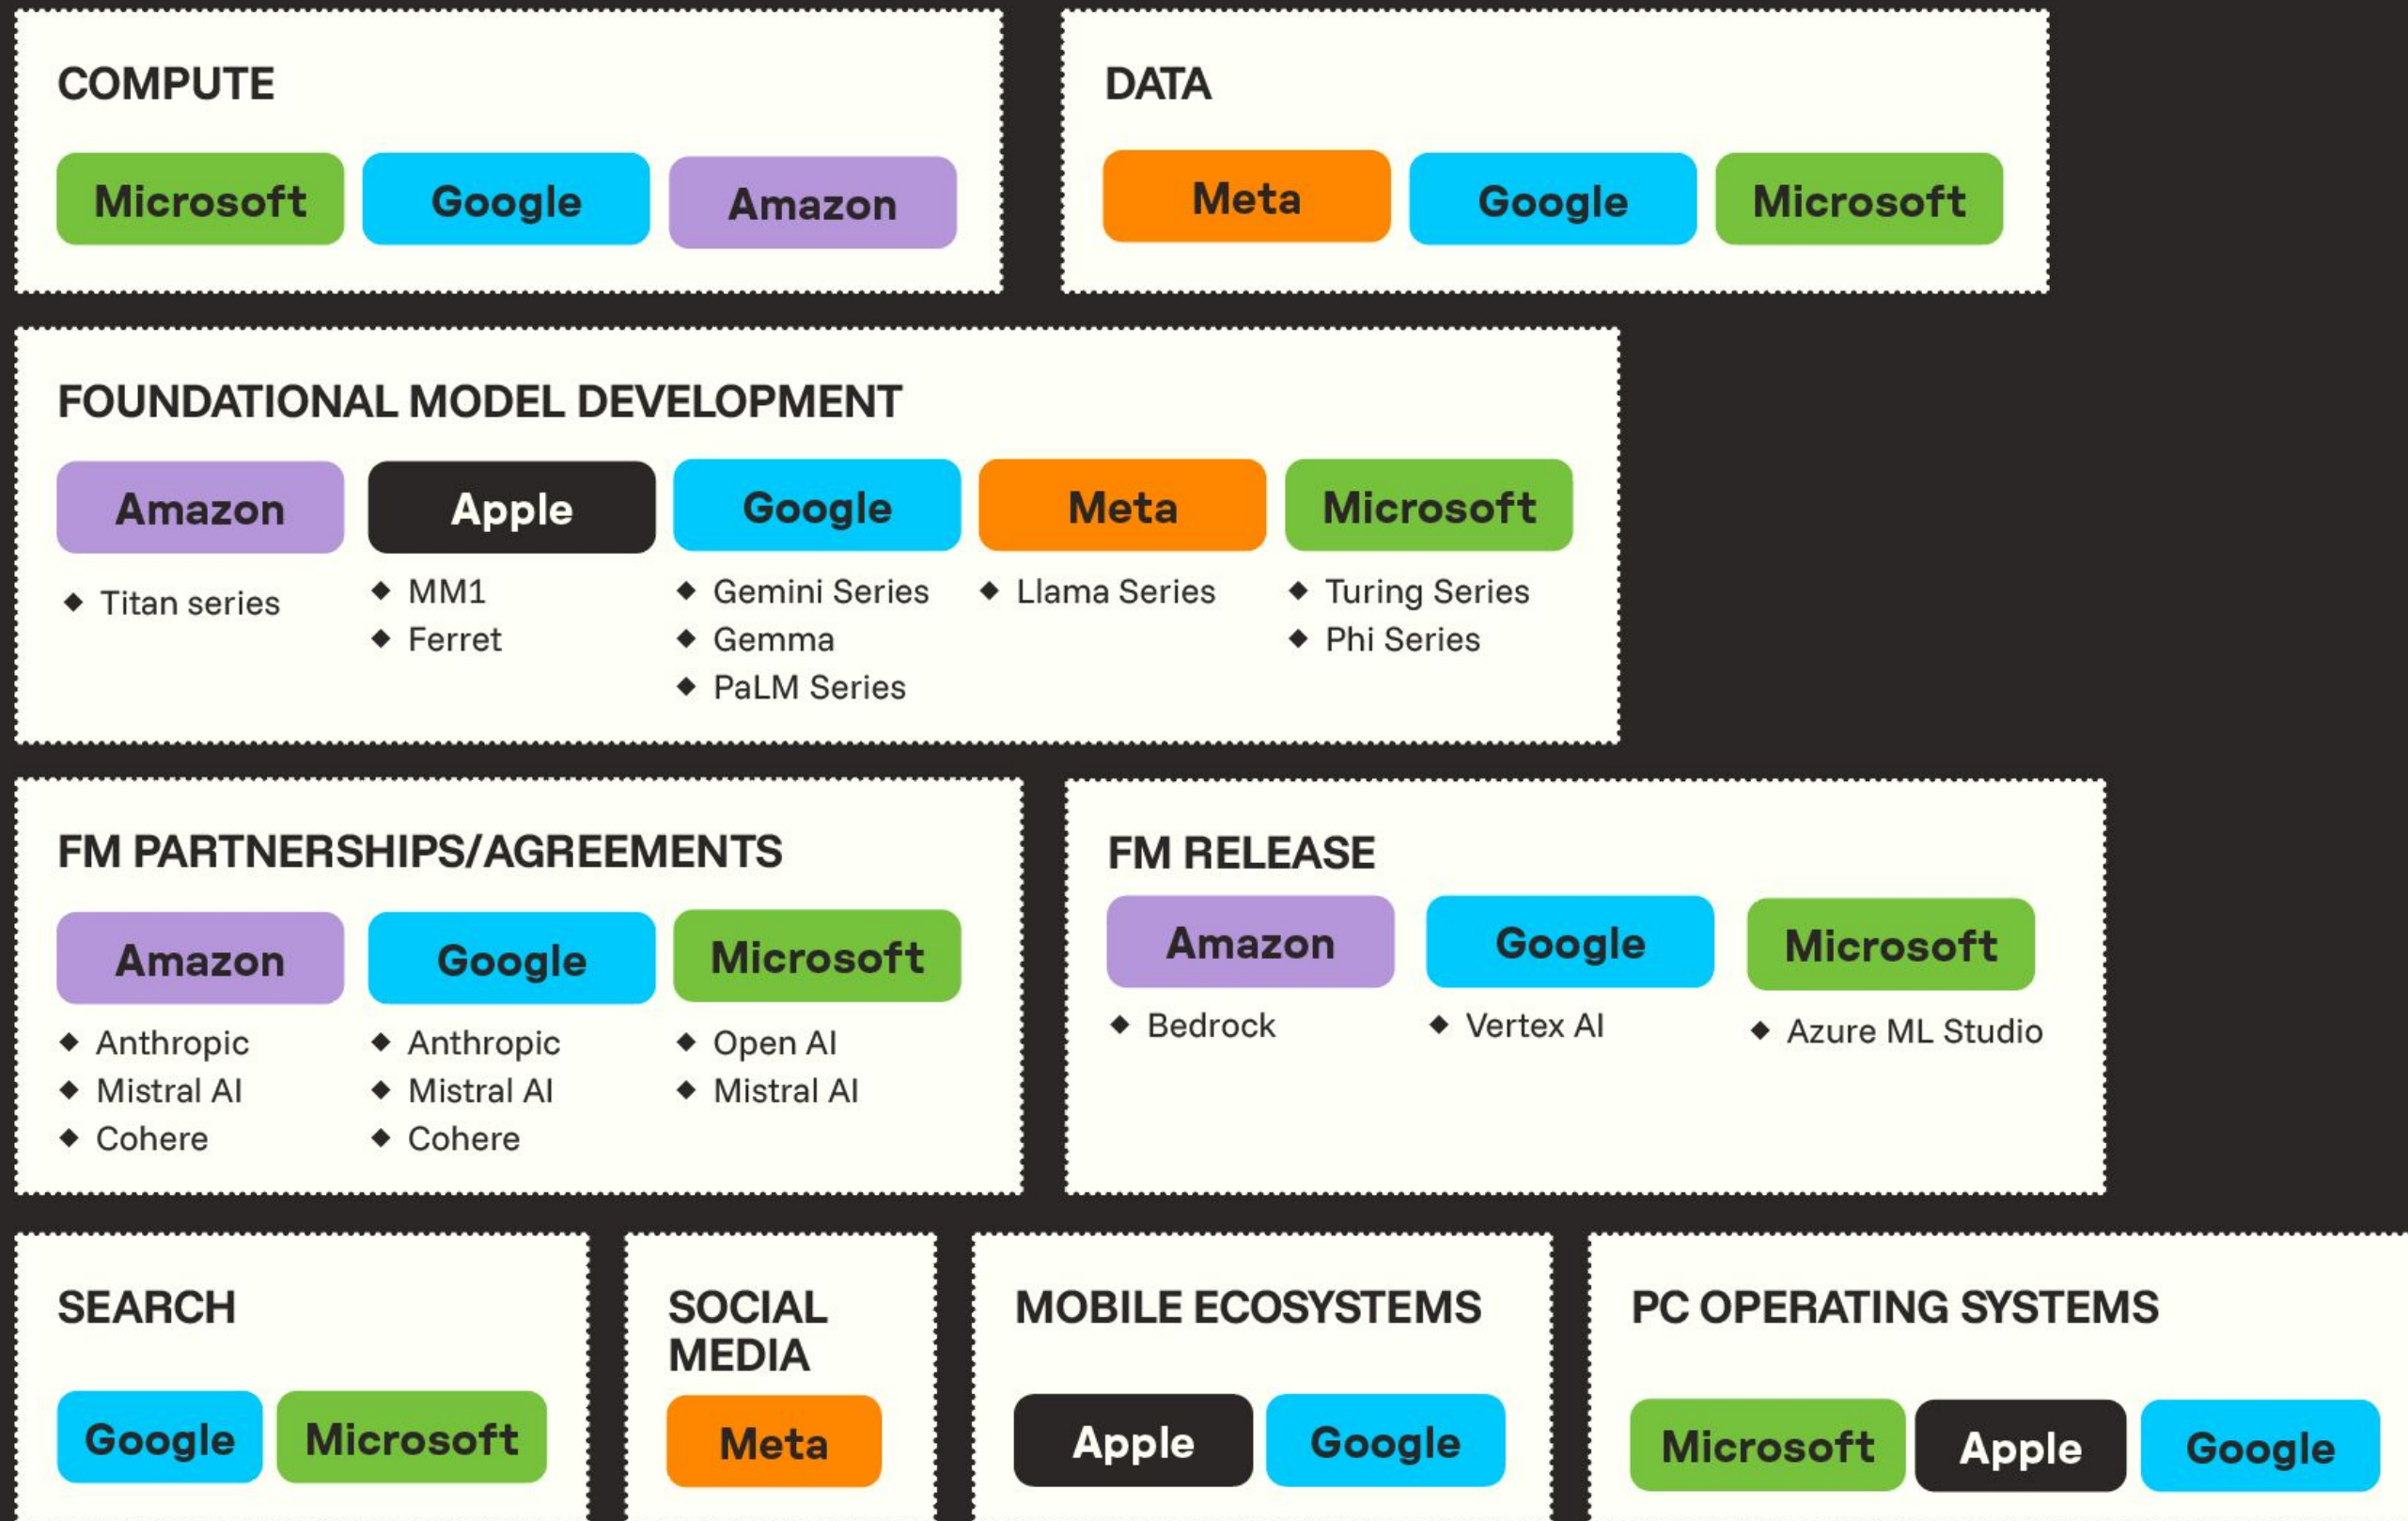 COMPUTE
Microsoft Google Amazon
DATA
Meta Google Microsoft
FOUNDATIONAL MODEL DEVELOPMENT
Amazon
◆ Titan series
Apple
◆ MM1
◆ Ferret
Google
◆ Gemini Series
◆ Gemma
◆ PaLM Series
Meta
◆ Llama Series
Microsoft
◆ Turing Series
◆ Phi Series
FM PARTNERSHIPS/AGREEMENTS
Amazon
◆ Anthropic
◆ Mistral AI
◆ Cohere
Google
◆ Anthropic
◆ Mistral AI
◆ Cohere
Microsoft
◆ Open AI
◆ Mistral AI
FM RELEASE
Amazon
◆ Bedrock
Google
◆ Vertex AI
Microsoft
◆ Azure ML Studio
SEARCH
Google Microsoft
SOCIAL
MEDIA
Meta
MOBILE ECOSYSTEMS
Apple Google
PC OPERATING SYSTEMS
Microsoft Apple Google